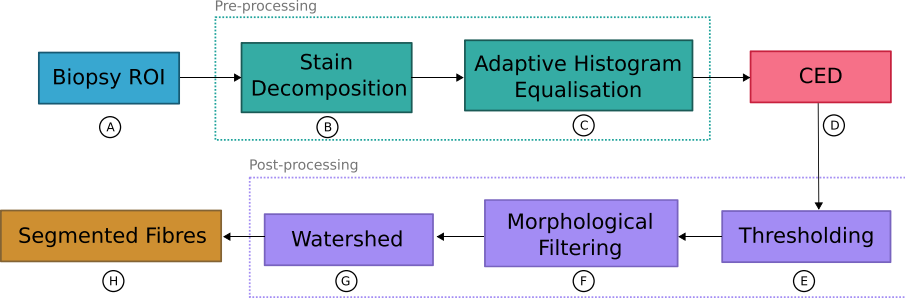 Pre-processing
Biopsy ROI
Stain
Decomposition
Adaptive Histogram
Equalisation
CED
A
B
C
D
Post-processing
Segmented Fibres
Watershed
Morphological
Filtering
Thresholding
H
G
F
E